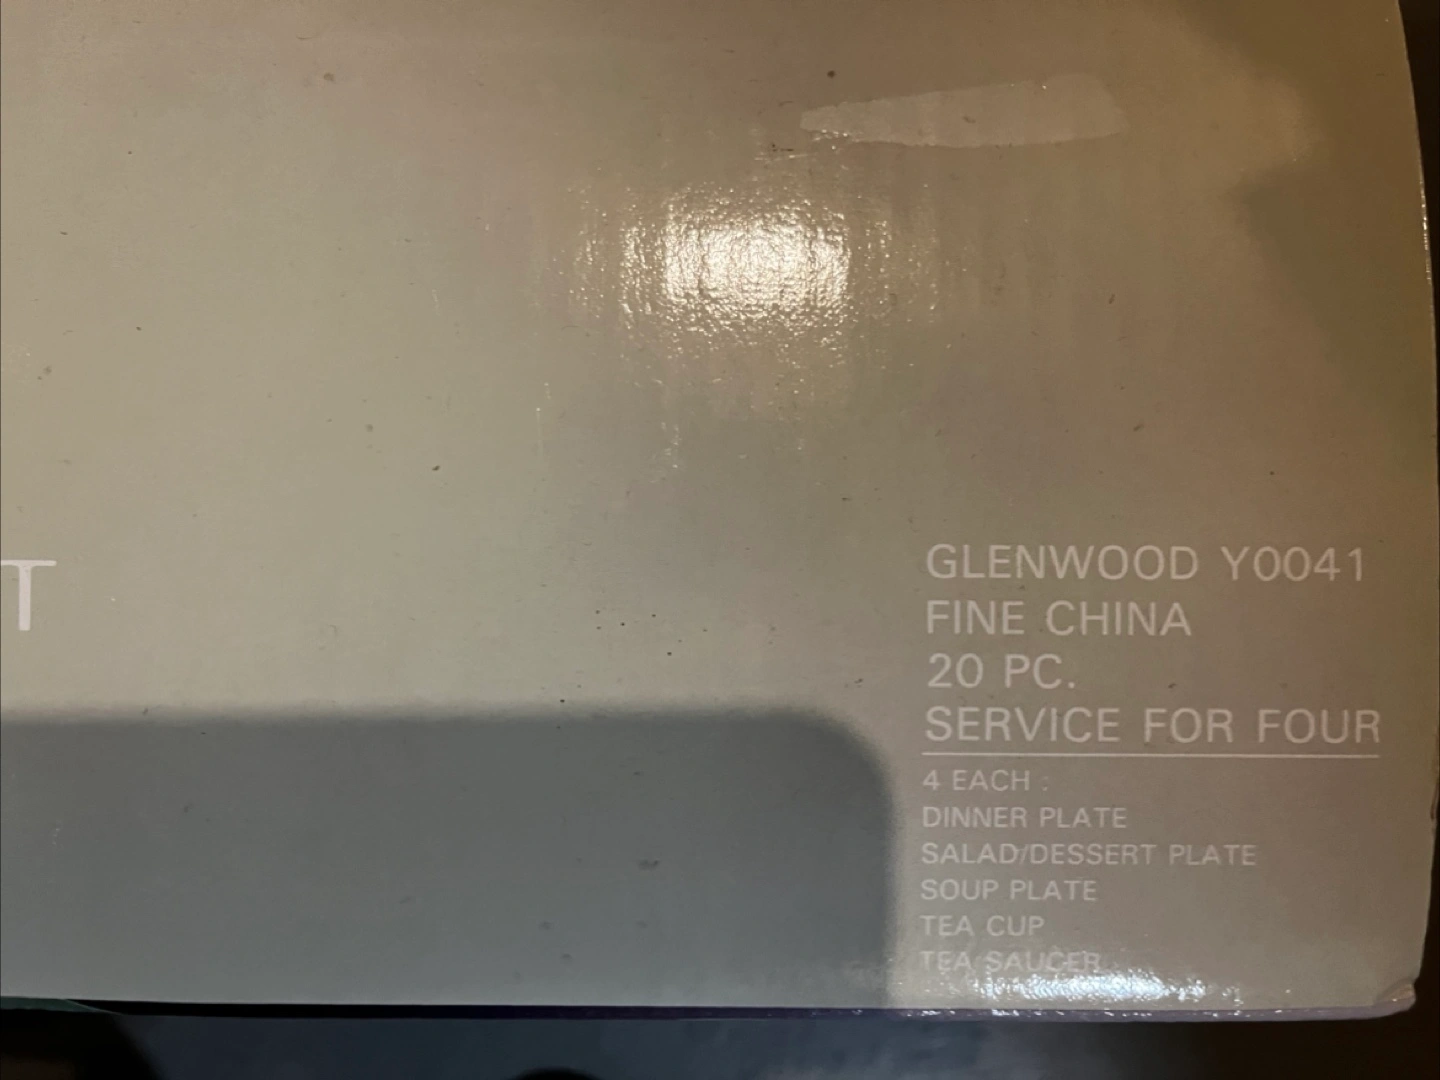 T
GLENWOOD Y0041
FINE CHINA
20 PC.
SERVICE FOR FOUR
4 EACH :
DINNER PLATE
SALAD/DESSERT PLATE
SOUP PLATE
TEA CUP
TEA SAUCER